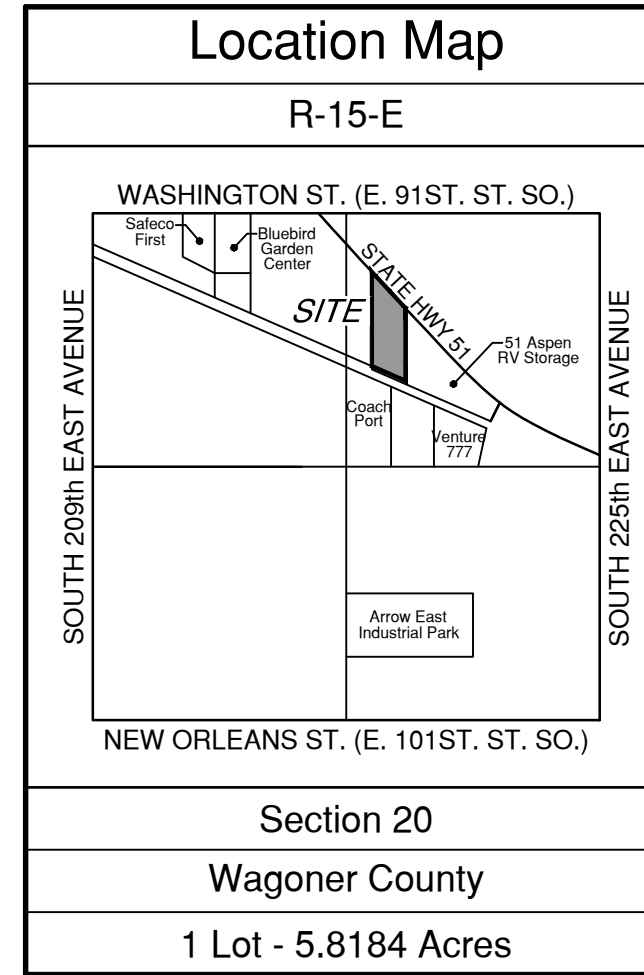 Location Map
R-15-E
WASHINGTON ST. (E. 91ST. ST. SO.)
Safeco
First
Bluebird
Garden
Center
STATE HWY 51
SITE
51 Aspen
RV Storage
SOUTH 209th EAST AVENUE
SOUTH 225th EAST AVENUE
Coach
Port
Venture
777
Arrow East
Industrial Park
NEW ORLEANS ST. (E. 101ST. ST. SO.)
Section 20
Wagoner County
1 Lot - 5.8184 Acres